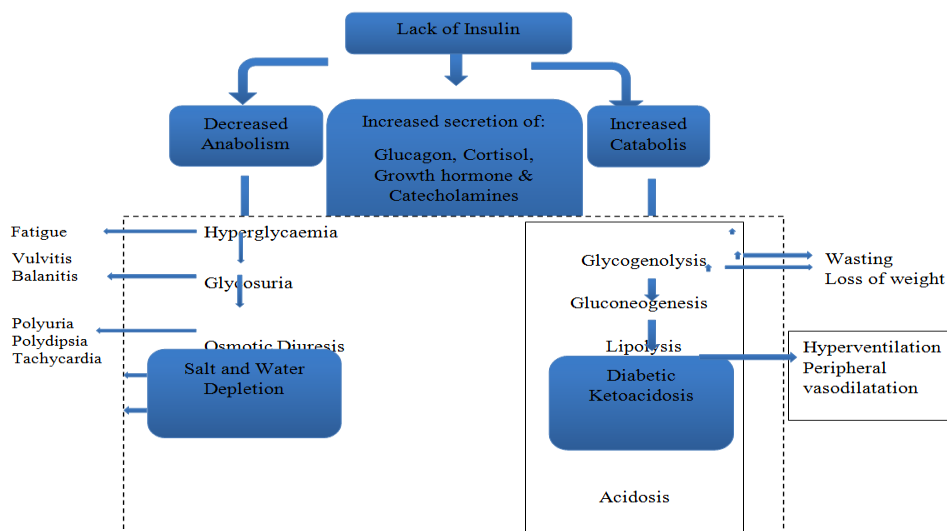 Lack of Insulin
Decreased
Anabolism
Increased secretion of:
Glucagon, Cortisol,
Growth hormone &
Catecholamines
Increased
Catabolis
Fatigue
Hyperglycaemia
Vulvitis
Balanitis
Glycosuria
Polyuria
Polydipsia
Tachycardia
Osmotic Diuresis
Salt and Water
Depletion
Glycogenolysis
Gluconeogenesis
Lipolysis
Diabetic
Ketoacidosis
Acidosis
Wasting
Loss of weight
Hyperventilation
Peripheral
vasodilatation